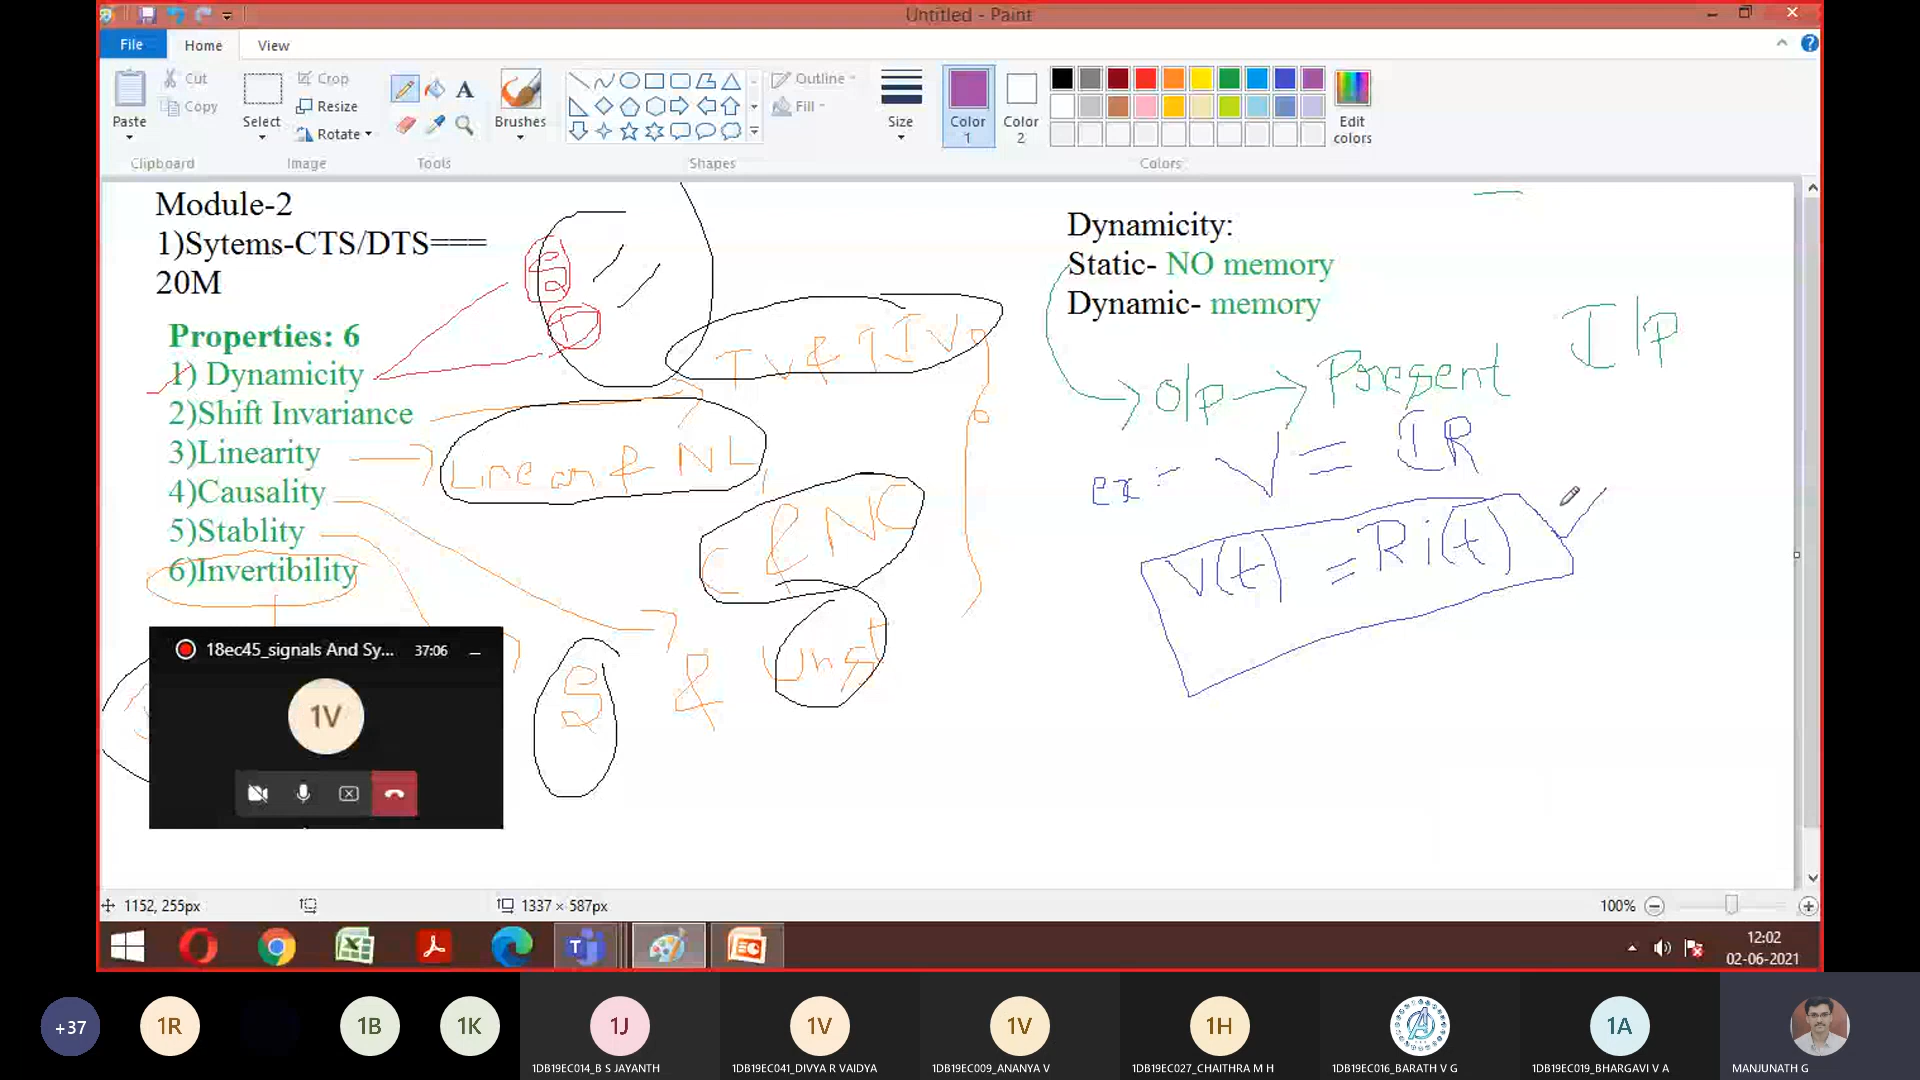 Untitled - Paint
File
Home
View
Cut
Copy
Paste
Clipboard
Crop
Resize
Rotate
Select
Image
Tools
Brushes
Shapes
Outline
Fill
Size
Color 1
Color 2
Edit colors
Colors
Module-2
1)Sytems-CTS/DTS===
20M
Properties: 6
1) Dynamicity
2)Shift Invariance
3)Linearity
4)Causality
5)Stablity
6)Invertibility
S
D
TV & TIV
Linear & NL
C & NC
S & Unst
Dynamicity:
Static- NO memory
Dynamic- memory
O/p → Present I/p
ex = V = IR
V(t) = R i(t)
18ec45_signals And Sy... 37:06
1V
1152, 255px
1337 × 587px
100%
12:02
02-06-2021
+37
1R
1B
1K
1J
1V
1V
1H
1A
1DB19EC014_B S JAYANTH
1DB19EC041_DIVYA R VAIDYA
1DB19EC009_ANANYA V
1DB19EC027_CHAITHRA M H
1DB19EC016_BARATH V G
1DB19EC019_BHARGAVI V A
MANJUNATH G